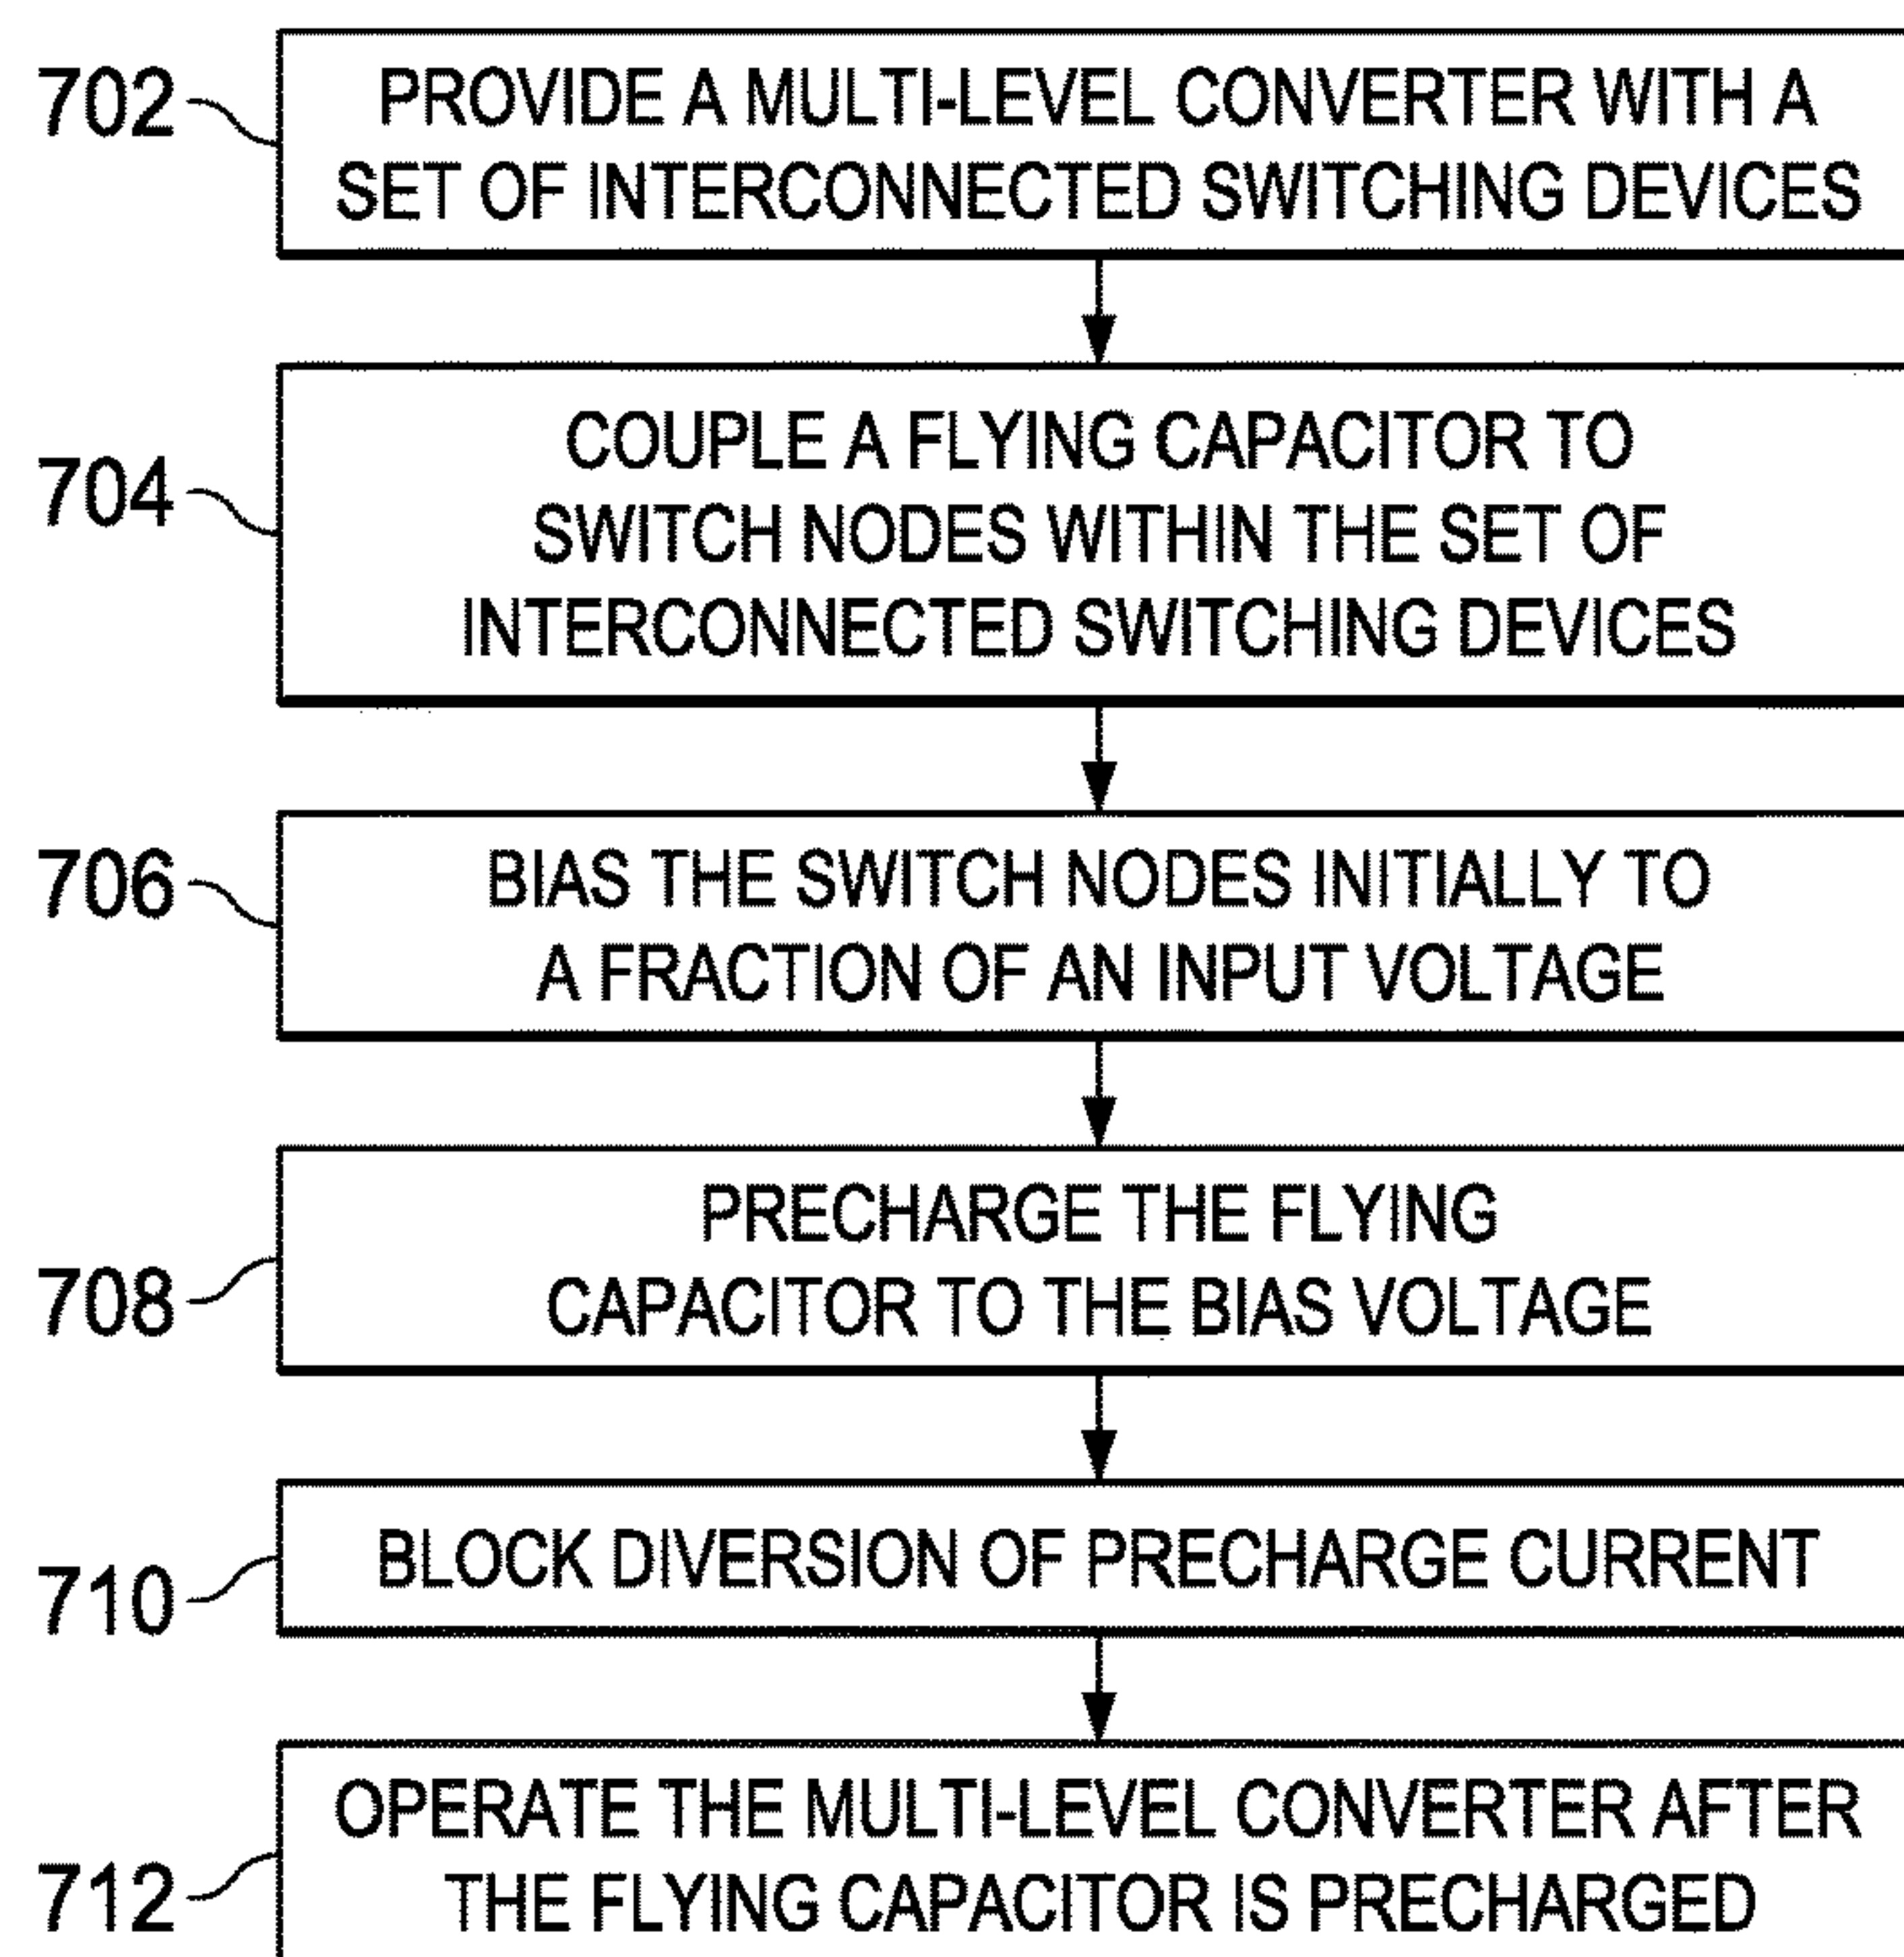 702
PROVIDE A MULTI-LEVEL CONVERTER WITH A
SET OF INTERCONNECTED SWITCHING DEVICES
704
COUPLE A FLYING CAPACITOR TO
SWITCH NODES WITHIN THE SET OF
INTERCONNECTED SWITCHING DEVICES
706
BIAS THE SWITCH NODES INITIALLY TO
A FRACTION OF AN INPUT VOLTAGE
708
PRECHARGE THE FLYING
CAPACITOR TO THE BIAS VOLTAGE
710
BLOCK DIVERSION OF PRECHARGE CURRENT
712
OPERATE THE MULTI-LEVEL CONVERTER AFTER
THE FLYING CAPACITOR IS PRECHARGED